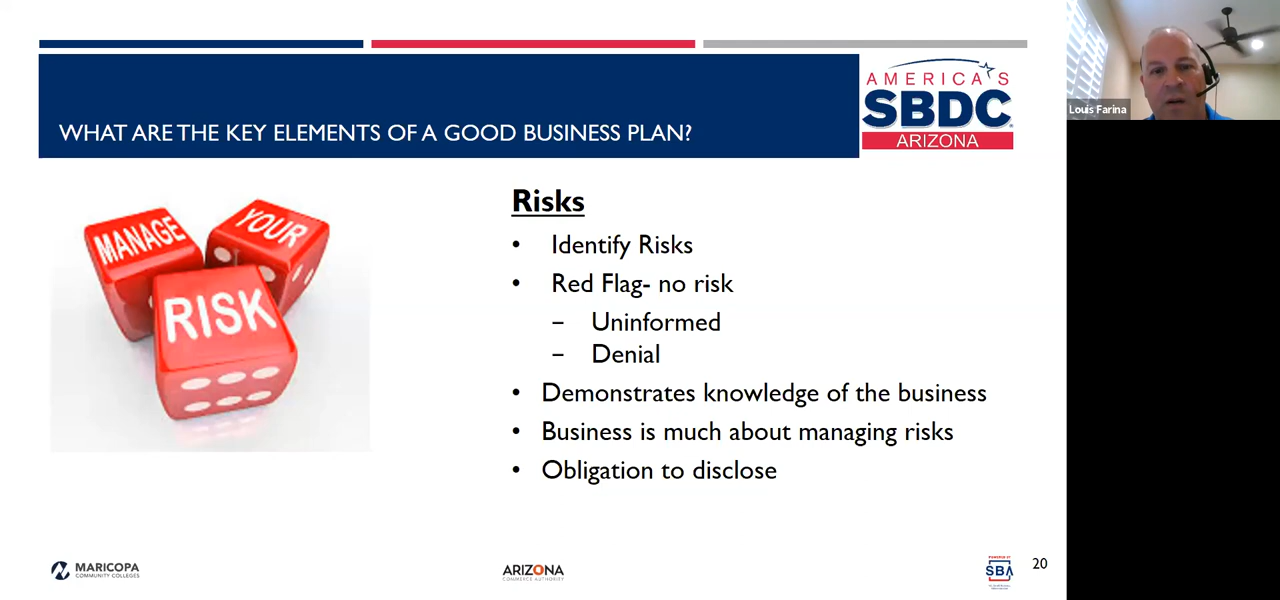 AMERICA'S
SBDC
ARIZONA
WHAT ARE THE KEY ELEMENTS OF A GOOD BUSINESS PLAN?
Louis Farina
MANAGE
YOUR
RISK
Risks
• Identify Risks
• Red Flag- no risk
– Uninformed
– Denial
• Demonstrates knowledge of the business
• Business is much about managing risks
• Obligation to disclose
MARICOPA
COMMUNITY COLLEGES
ARIZONA
COMMERCE AUTHORITY
POWERED BY
SBA
20